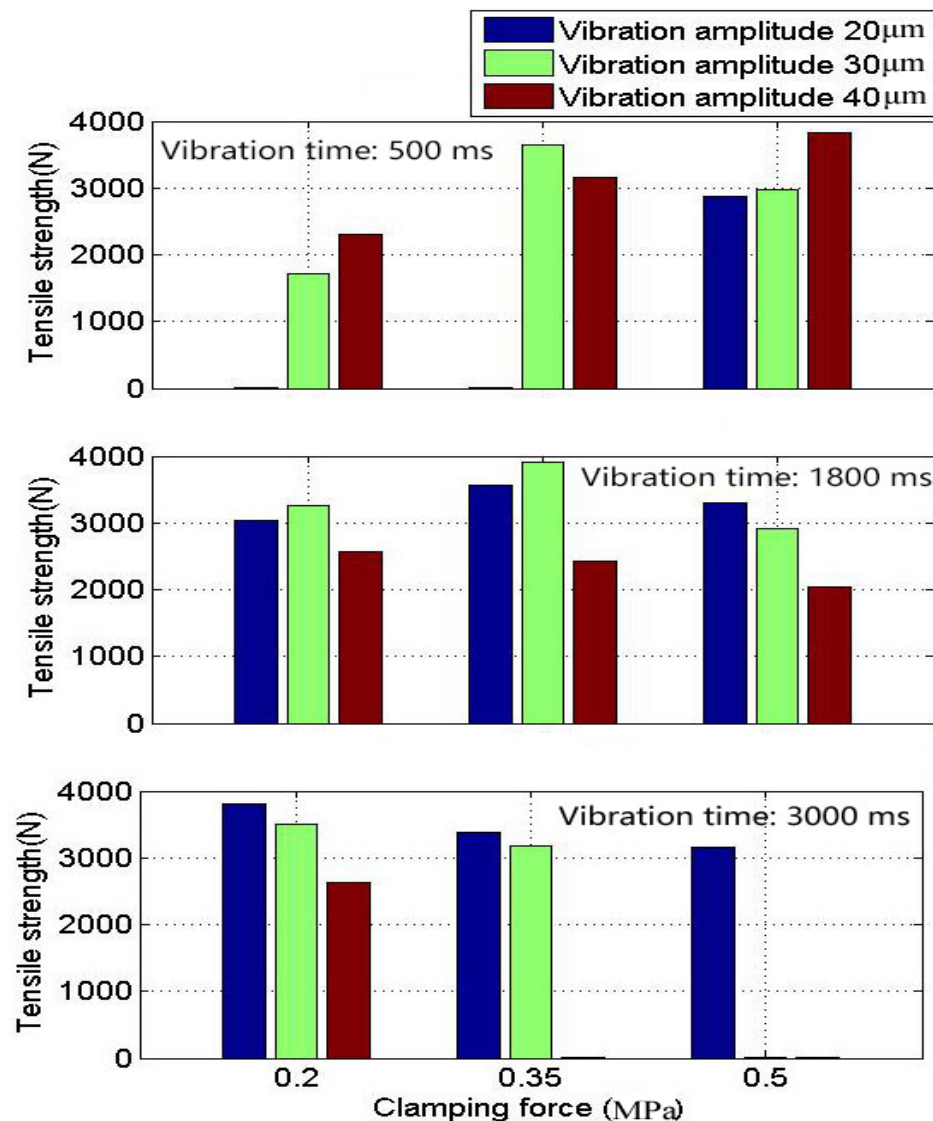 Vibration amplitude 20μm
Vibration amplitude 30μm
Vibration amplitude 40μm
Tensile strength(N)
4000
3000
2000
1000
0
Vibration time: 500 ms
Tensile strength(N)
4000
3000
2000
1000
0
Vibration time: 1800 ms
Tensile strength(N)
4000
3000
2000
1000
0
Vibration time: 3000 ms
0.2 0.35 0.5
Clamping force (MPa)